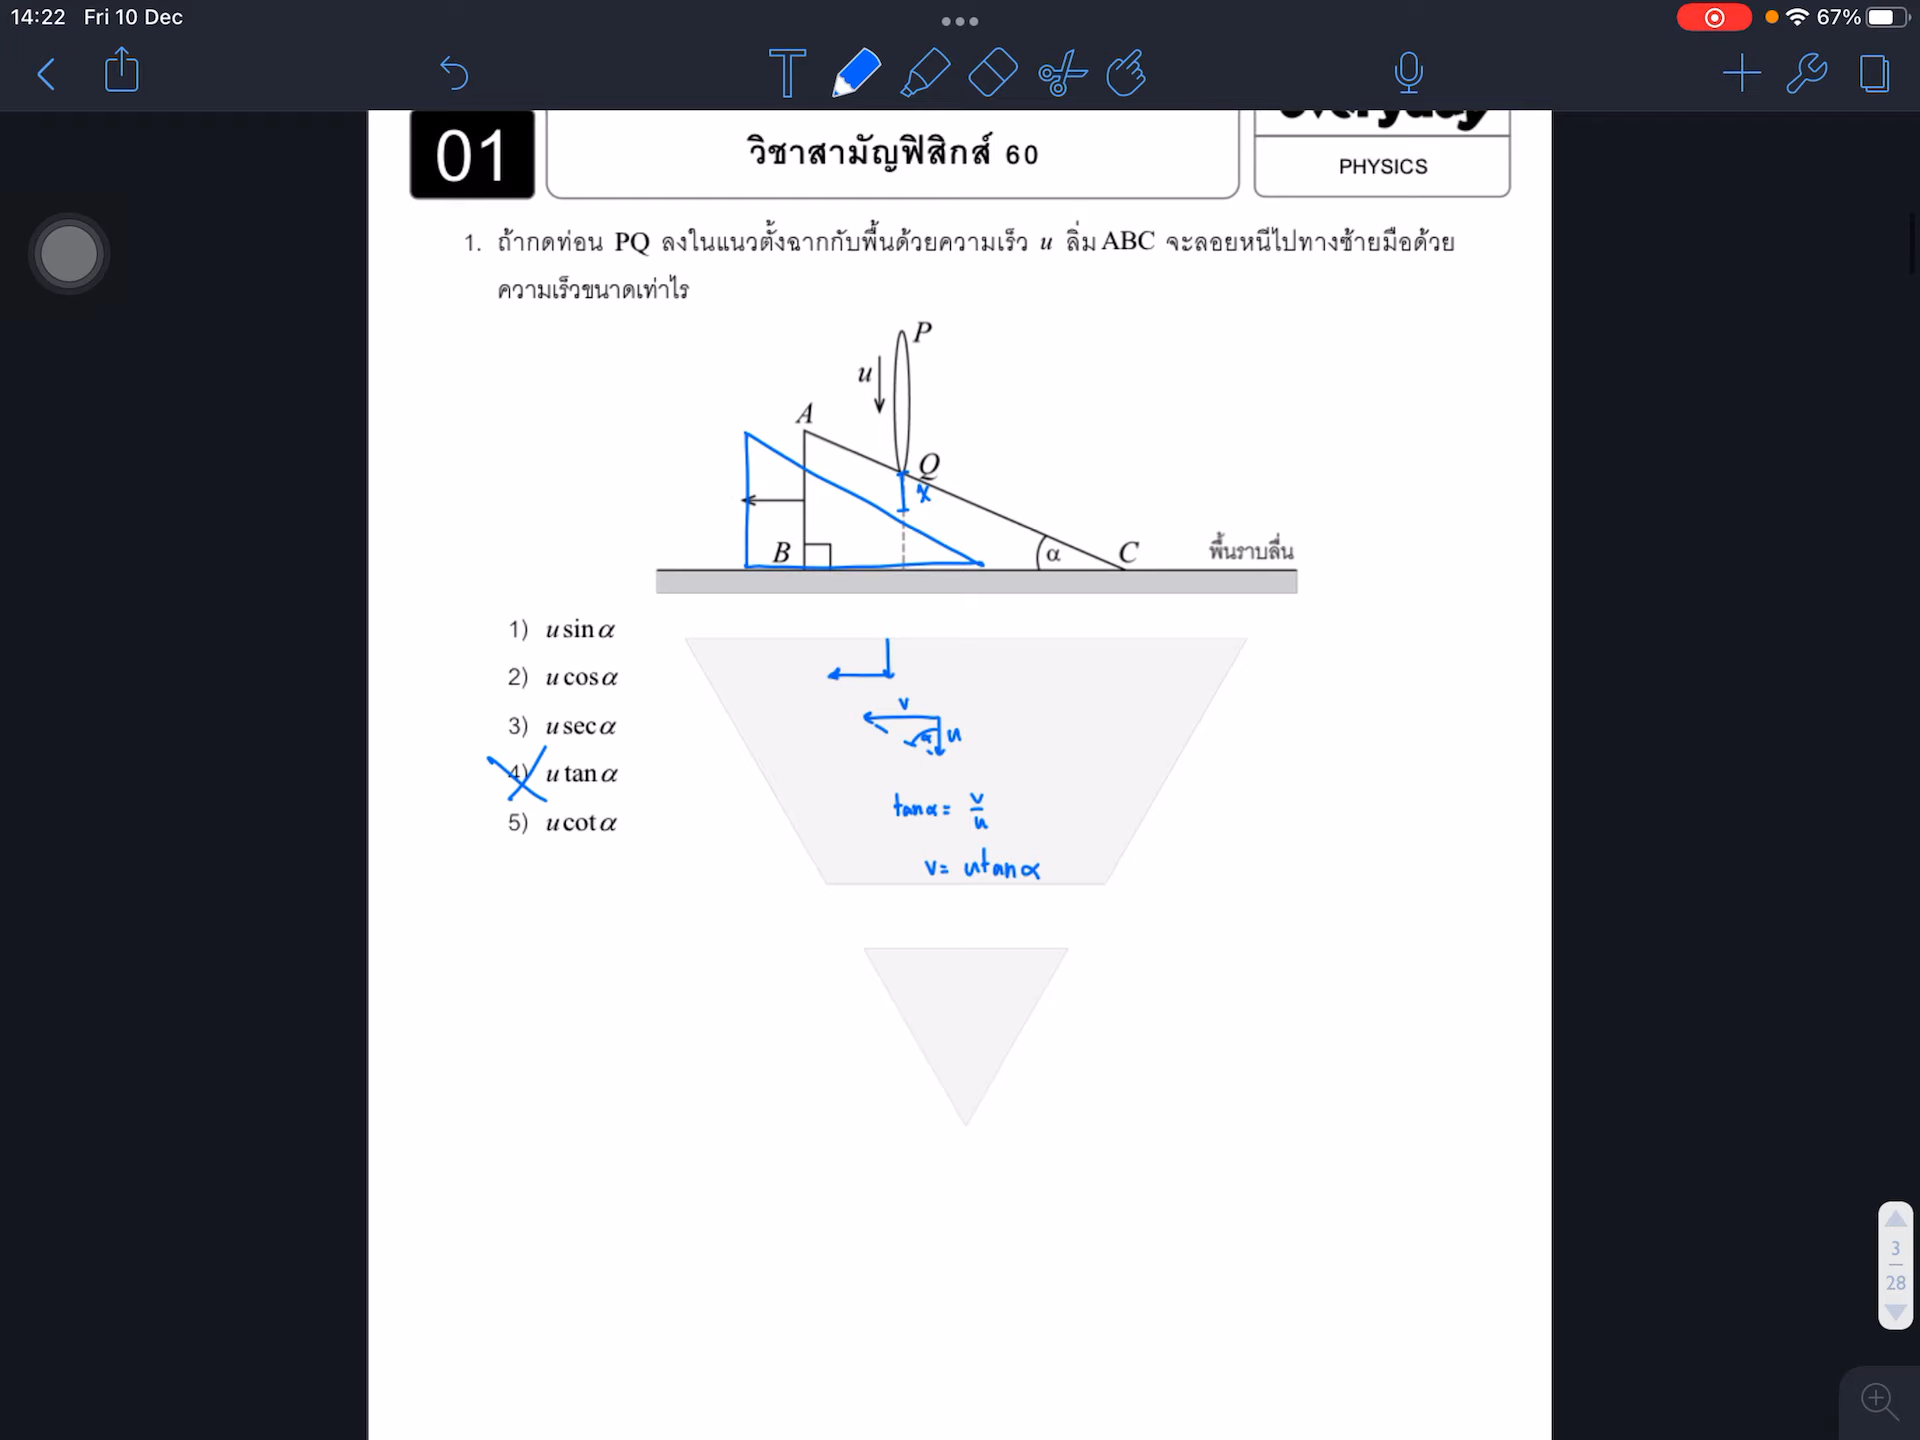 14:22 Fri 10 Dec
67%
T
01
วิชาสามัญฟิสิกส์ 60
everyday
PHYSICS
1. ถ้ากดท่อน PQ ลงในแนวตั้งฉากกับพื้นด้วยความเร็ว u ลิ่ม ABC จะลอยหนีไปทางซ้ายมือด้วย
ความเร็วขนาดเท่าไร
P
u
A
Q
x
B
α
C
พื้นราบลื่น
1) u sin α
2) u cos α
3) u sec α
4) u tan α
5) u cot α
v
α u
tanα = v/u
v = utanα
3
28